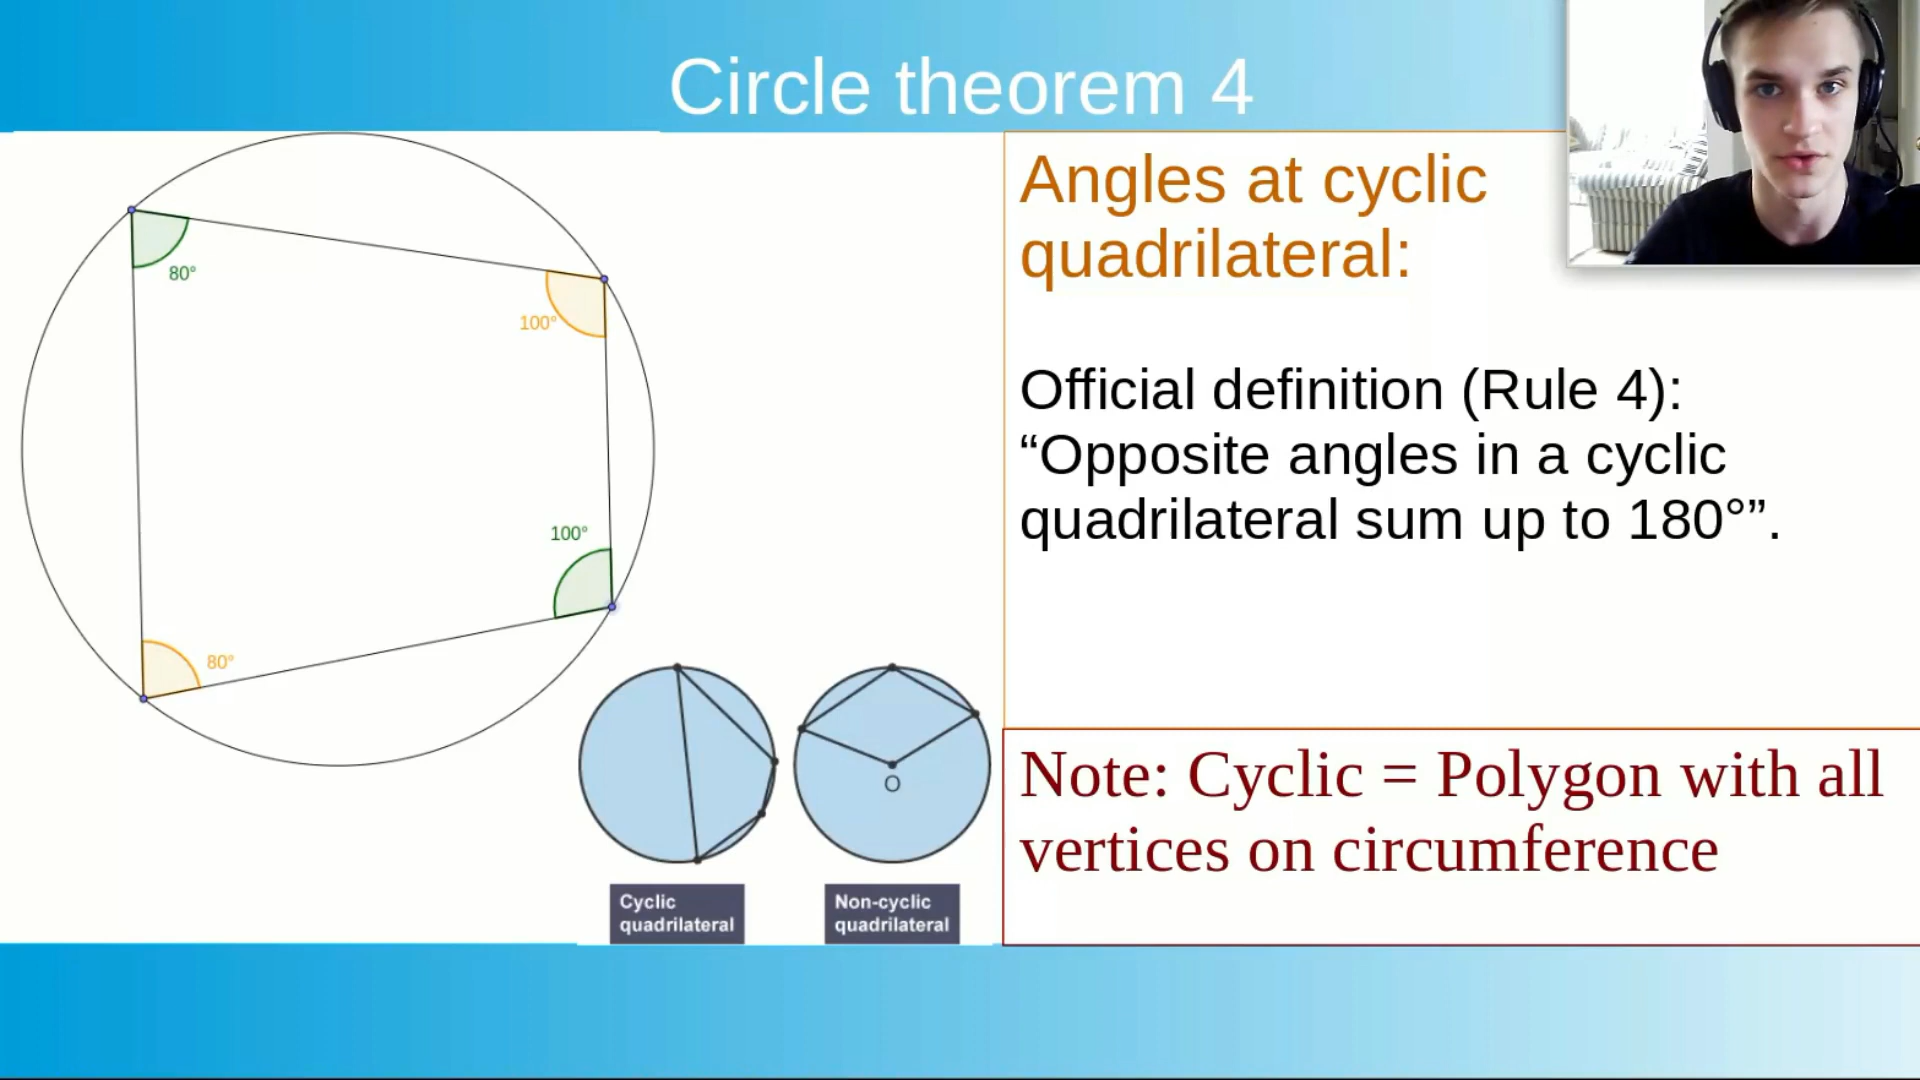 Circle theorem 4
80°
100°
100°
80°
O
Cyclic
quadrilateral
Non-cyclic
quadrilateral
Angles at cyclic
quadrilateral:
Official definition (Rule 4):
“Opposite angles in a cyclic
quadrilateral sum up to 180°”.
Note: Cyclic = Polygon with all
vertices on circumference